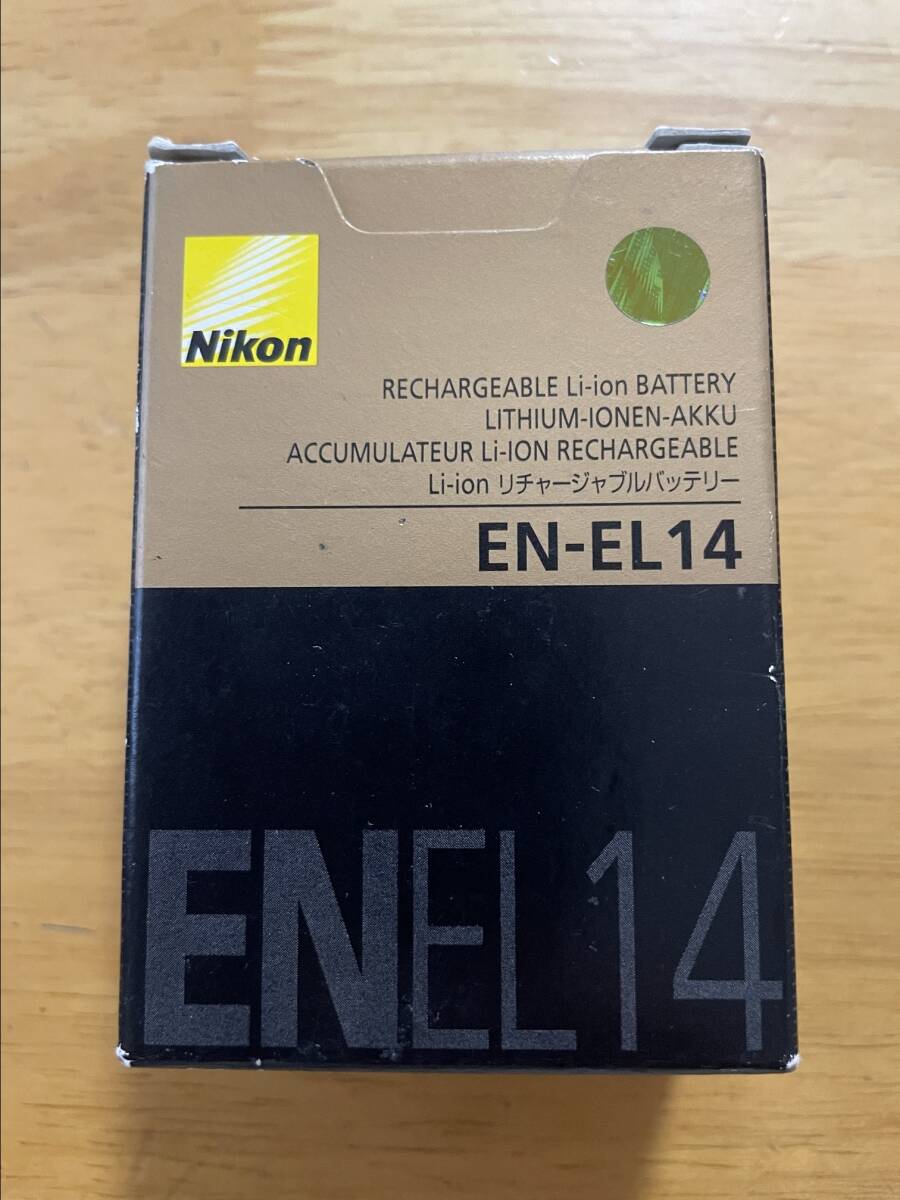 Nikon
RECHARGEABLE Li-ion BATTERY
LITHIUM-IONEN-AKKU
ACCUMULATEUR Li-ION RECHARGEABLE
Li-ion リチャージャブルバッテリー
EN-EL14
ENEL14